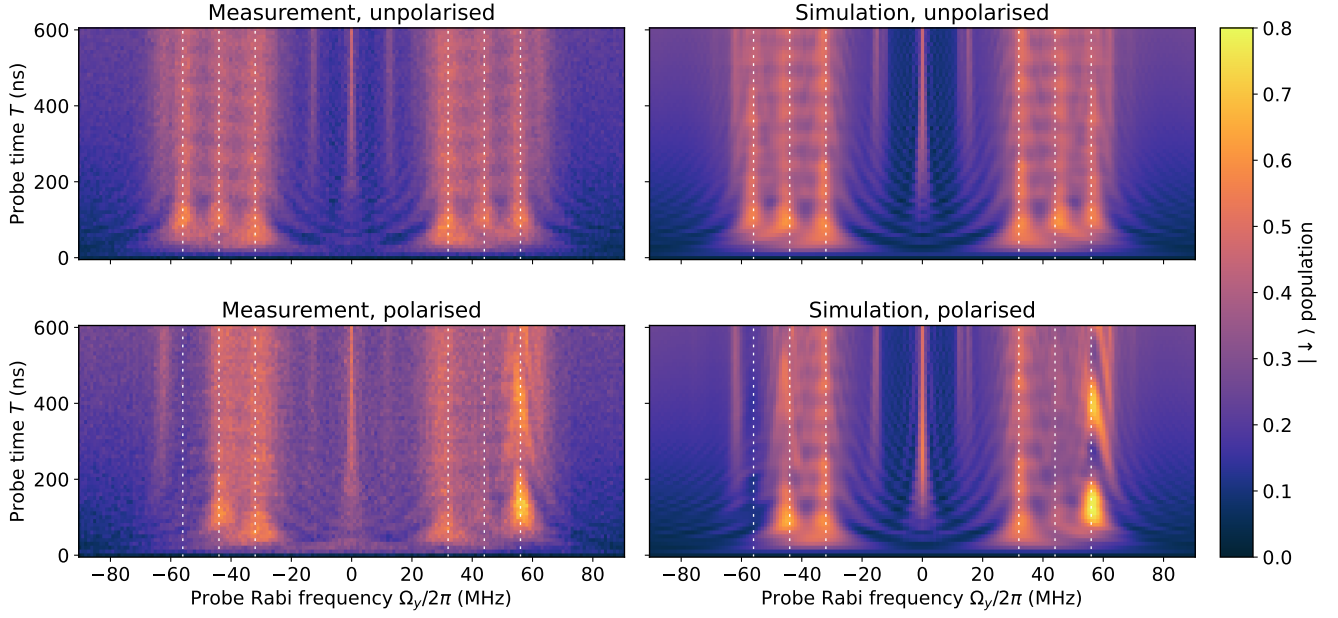 Measurement, unpolarised
Simulation, unpolarised
600
400
200
0
Probe time T (ns)
Measurement, polarised
Simulation, polarised
600
400
200
0
Probe time T (ns)
−80 −60 −40 −20 0 20 40 60 80
−80 −60 −40 −20 0 20 40 60 80
Probe Rabi frequency Ω_y/2π (MHz)
Probe Rabi frequency Ω_y/2π (MHz)
0.8
0.7
0.6
0.5
0.4
0.3
0.2
0.1
0.0
|↓⟩ population